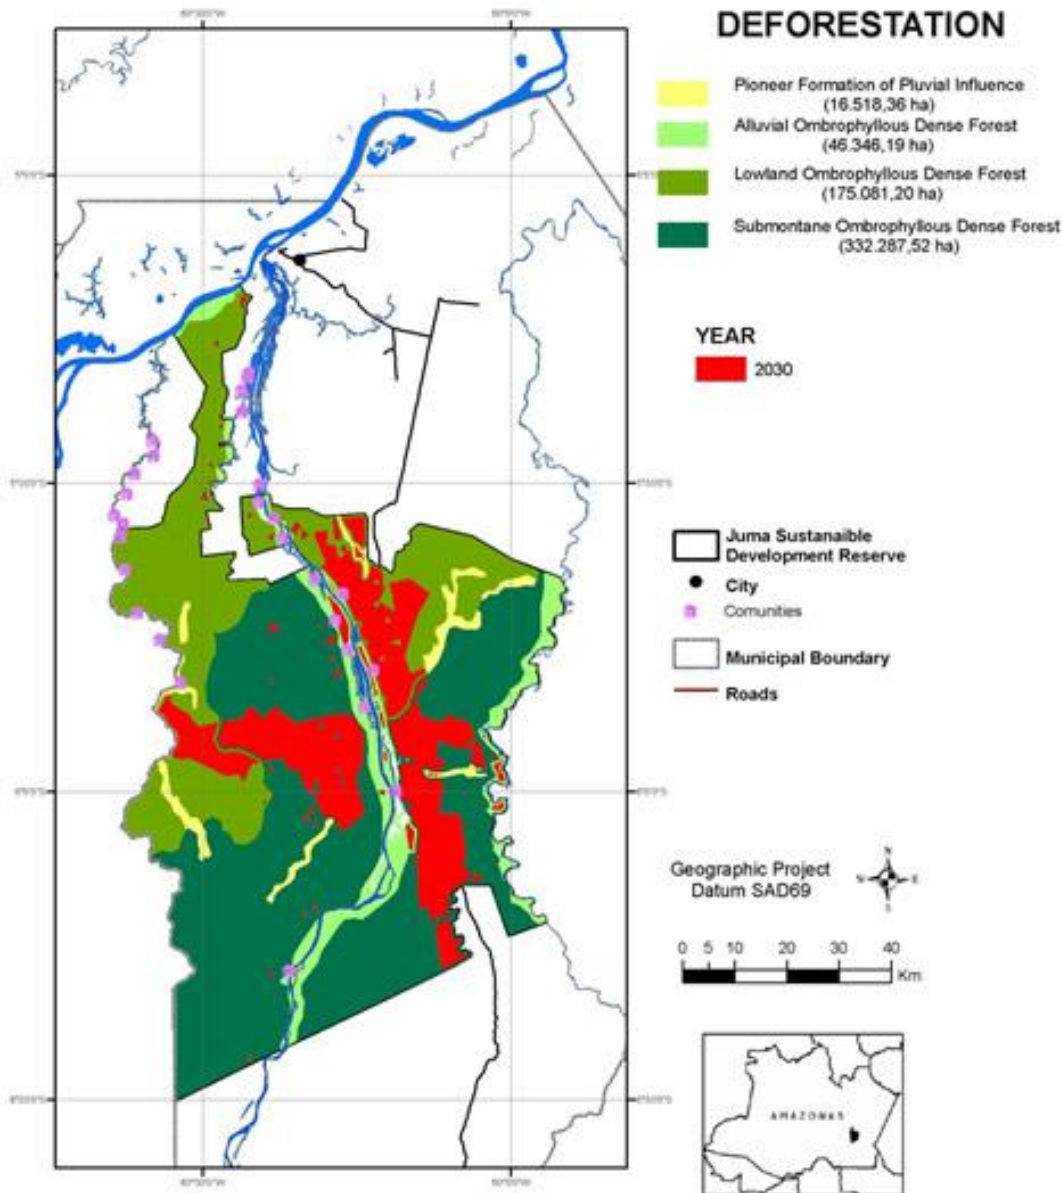 DEFORESTATION
Pioneer Formation of Pluvial Influence
(16.518,36 ha)
Alluvial Ombrophyllous Dense Forest
(46.346,19 ha)
Lowland Ombrophyllous Dense Forest
(175.081,20 ha)
Submontane Ombrophyllous Dense Forest
(332.287,52 ha)
YEAR
2030
Juma Sustanaible
Development Reserve
City
Comunities
Municipal Boundary
Roads
Geographic Project
Datum SAD69
N
W
E
S
0 5 10 20 30 40
Km
AMAZONAS